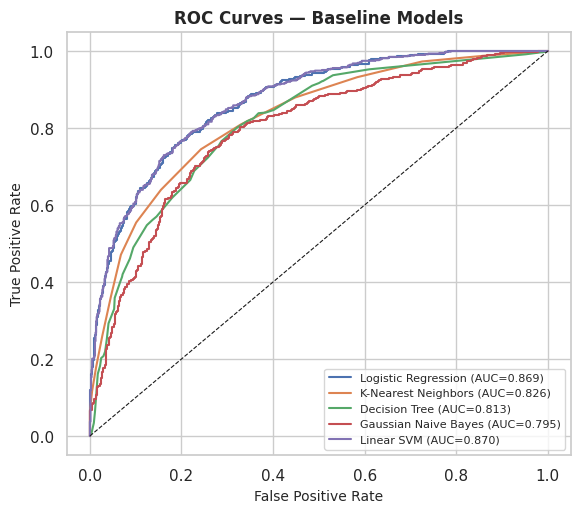 ROC Curves — Baseline Models
True Positive Rate
1.0
0.8
0.6
0.4
0.2
0.0
0.0 0.2 0.4 0.6 0.8 1.0
False Positive Rate
Logistic Regression (AUC=0.869)
K-Nearest Neighbors (AUC=0.826)
Decision Tree (AUC=0.813)
Gaussian Naive Bayes (AUC=0.795)
Linear SVM (AUC=0.870)